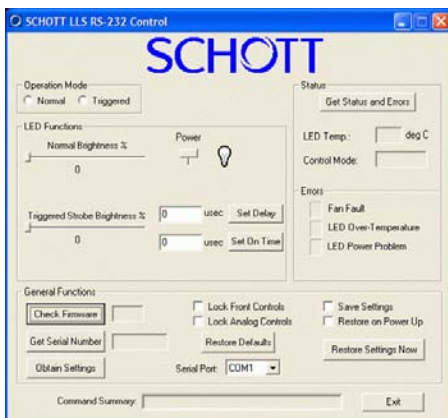 SCHOTT LLS RS-232 Control
SCHOTT
Operation Mode
Normal Triggered
Status
Get Status and Errors
LED Temp.: deg C
Control Mode:
LED Functions
Normal Brightness %
0
Power
Triggered Strobe Brightness %
0
0 usec Set Delay
0 usec Set On Time
Errors
Fan Fault
LED Over-Temperature
LED Power Problem
General Functions
Check Firmware
Get Serial Number
Obtain Settings
Lock Front Controls
Lock Analog Controls
Restore Defaults
Serial Port: COM1
Save Settings
Restore on Power Up
Restore Settings Now
Command Summary:
Exit